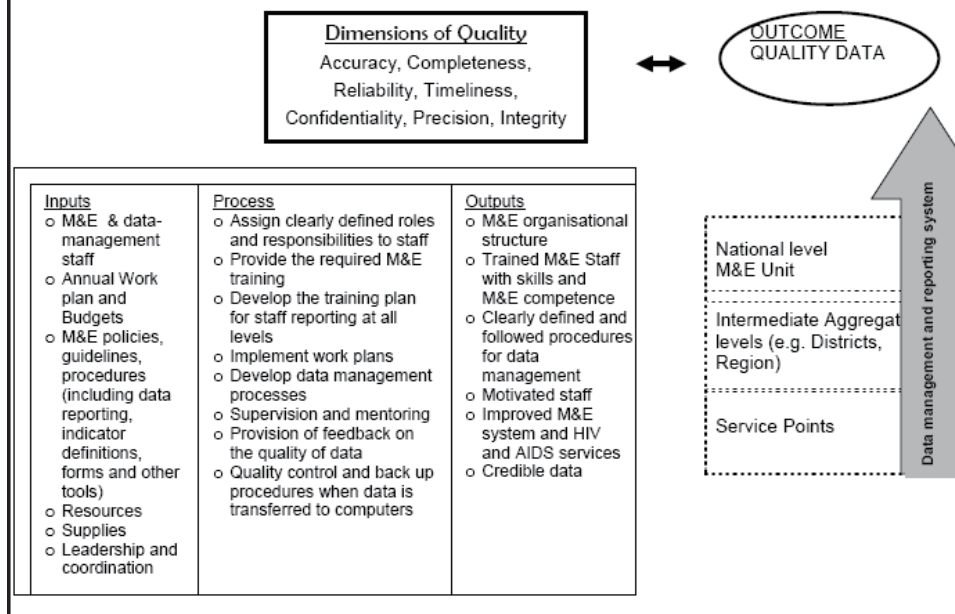 Dimensions of Quality
Accuracy, Completeness,
Reliability, Timeliness,
Confidentiality, Precision, Integrity
OUTCOME
QUALITY DATA
Inputs
o M&E & data-
management
staff
o Annual Work
plan and
Budgets
o M&E policies,
guidelines,
procedures
(including data
reporting,
indicator
definitions,
forms and other
tools)
o Resources
o Supplies
o Leadership and
coordination
Process
o Assign clearly defined roles
and responsibilities to staff
o Provide the required M&E
training
o Develop the training plan
for staff reporting at all
levels
o Implement work plans
o Develop data management
processes
o Supervision and mentoring
o Provision of feedback on
the quality of data
o Quality control and back up
procedures when data is
transferred to computers
Outputs
o M&E organisational
structure
o Trained M&E Staff
with skills and
M&E competence
o Clearly defined and
followed procedures
for data
management
o Motivated staff
o Improved M&E
system and HIV
and AIDS services
o Credible data
National level
M&E Unit
Intermediate Aggregat
levels (e.g. Districts,
Region)
Service Points
Data management and reporting system